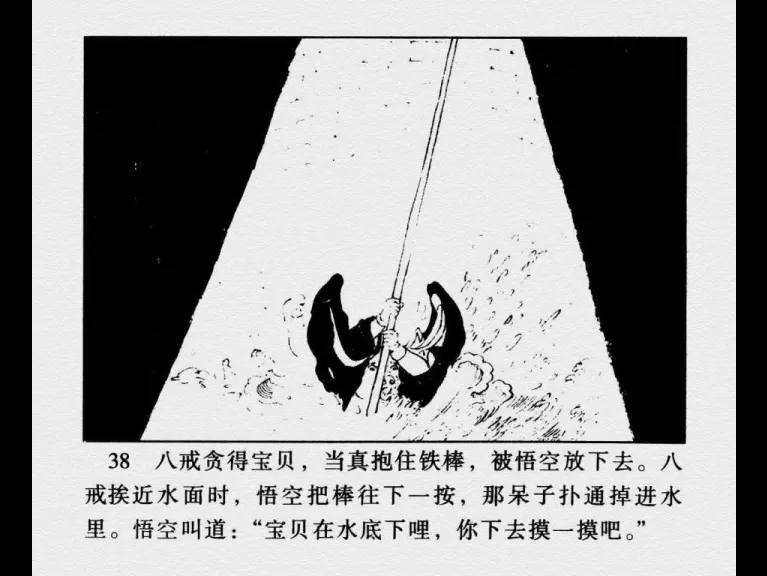 38 八戒贪得宝贝，当真抱住铁棒，被悟空放下去。八
戒挨近水面时，悟空把棒往下一按，那呆子扑通掉进水
里。悟空叫道：“宝贝在水底下哩，你下去摸一摸吧。”